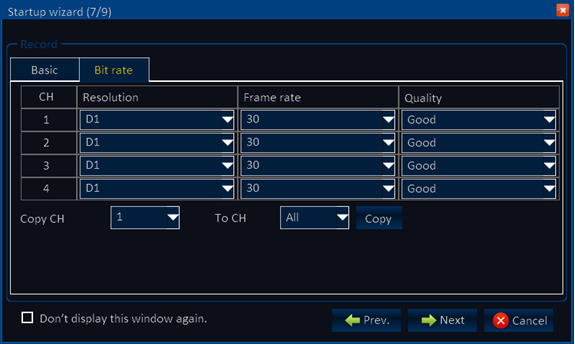 Startup wizard (7/9)
Record
Basic Bit rate
CH Resolution Frame rate Quality
1 D1 30 Good
2 D1 30 Good
3 D1 30 Good
4 D1 30 Good
Copy CH 1 To CH All Copy
Don't display this window again. Prev. Next Cancel